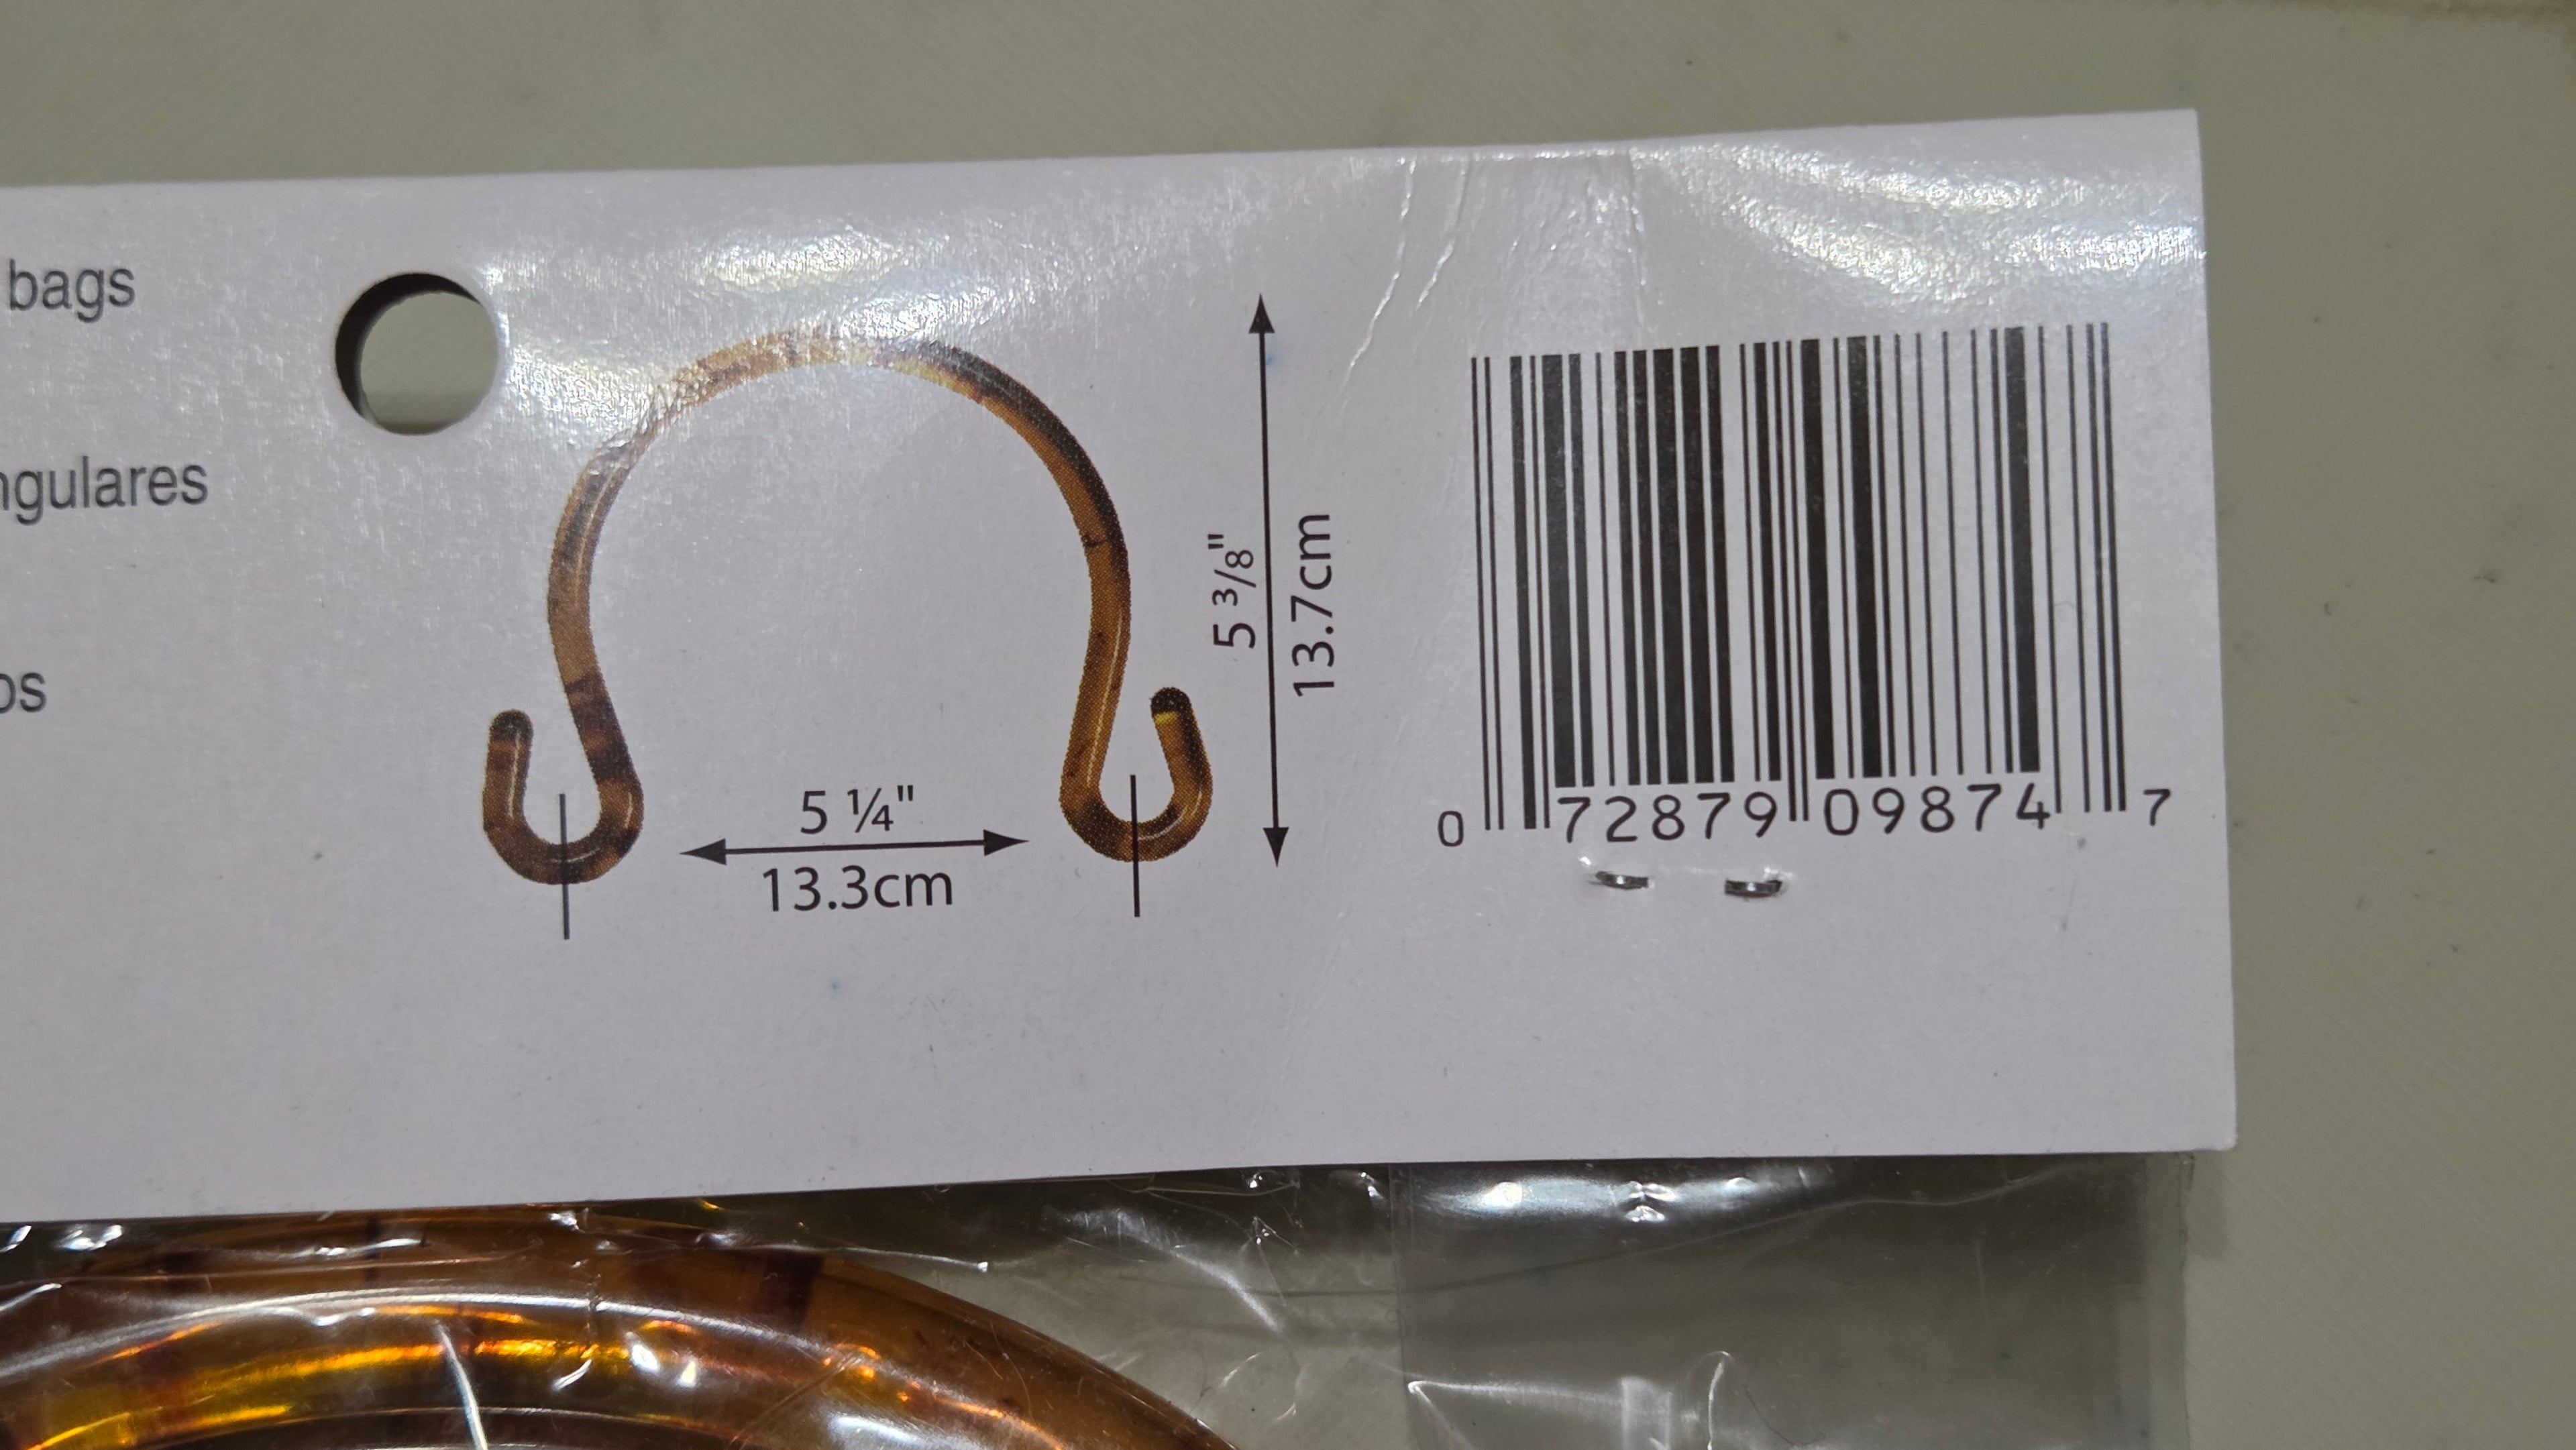 bags
ngulares
os
5 ¼"
13.3cm
5 3/8"
13.7cm
0 72879 09874 7